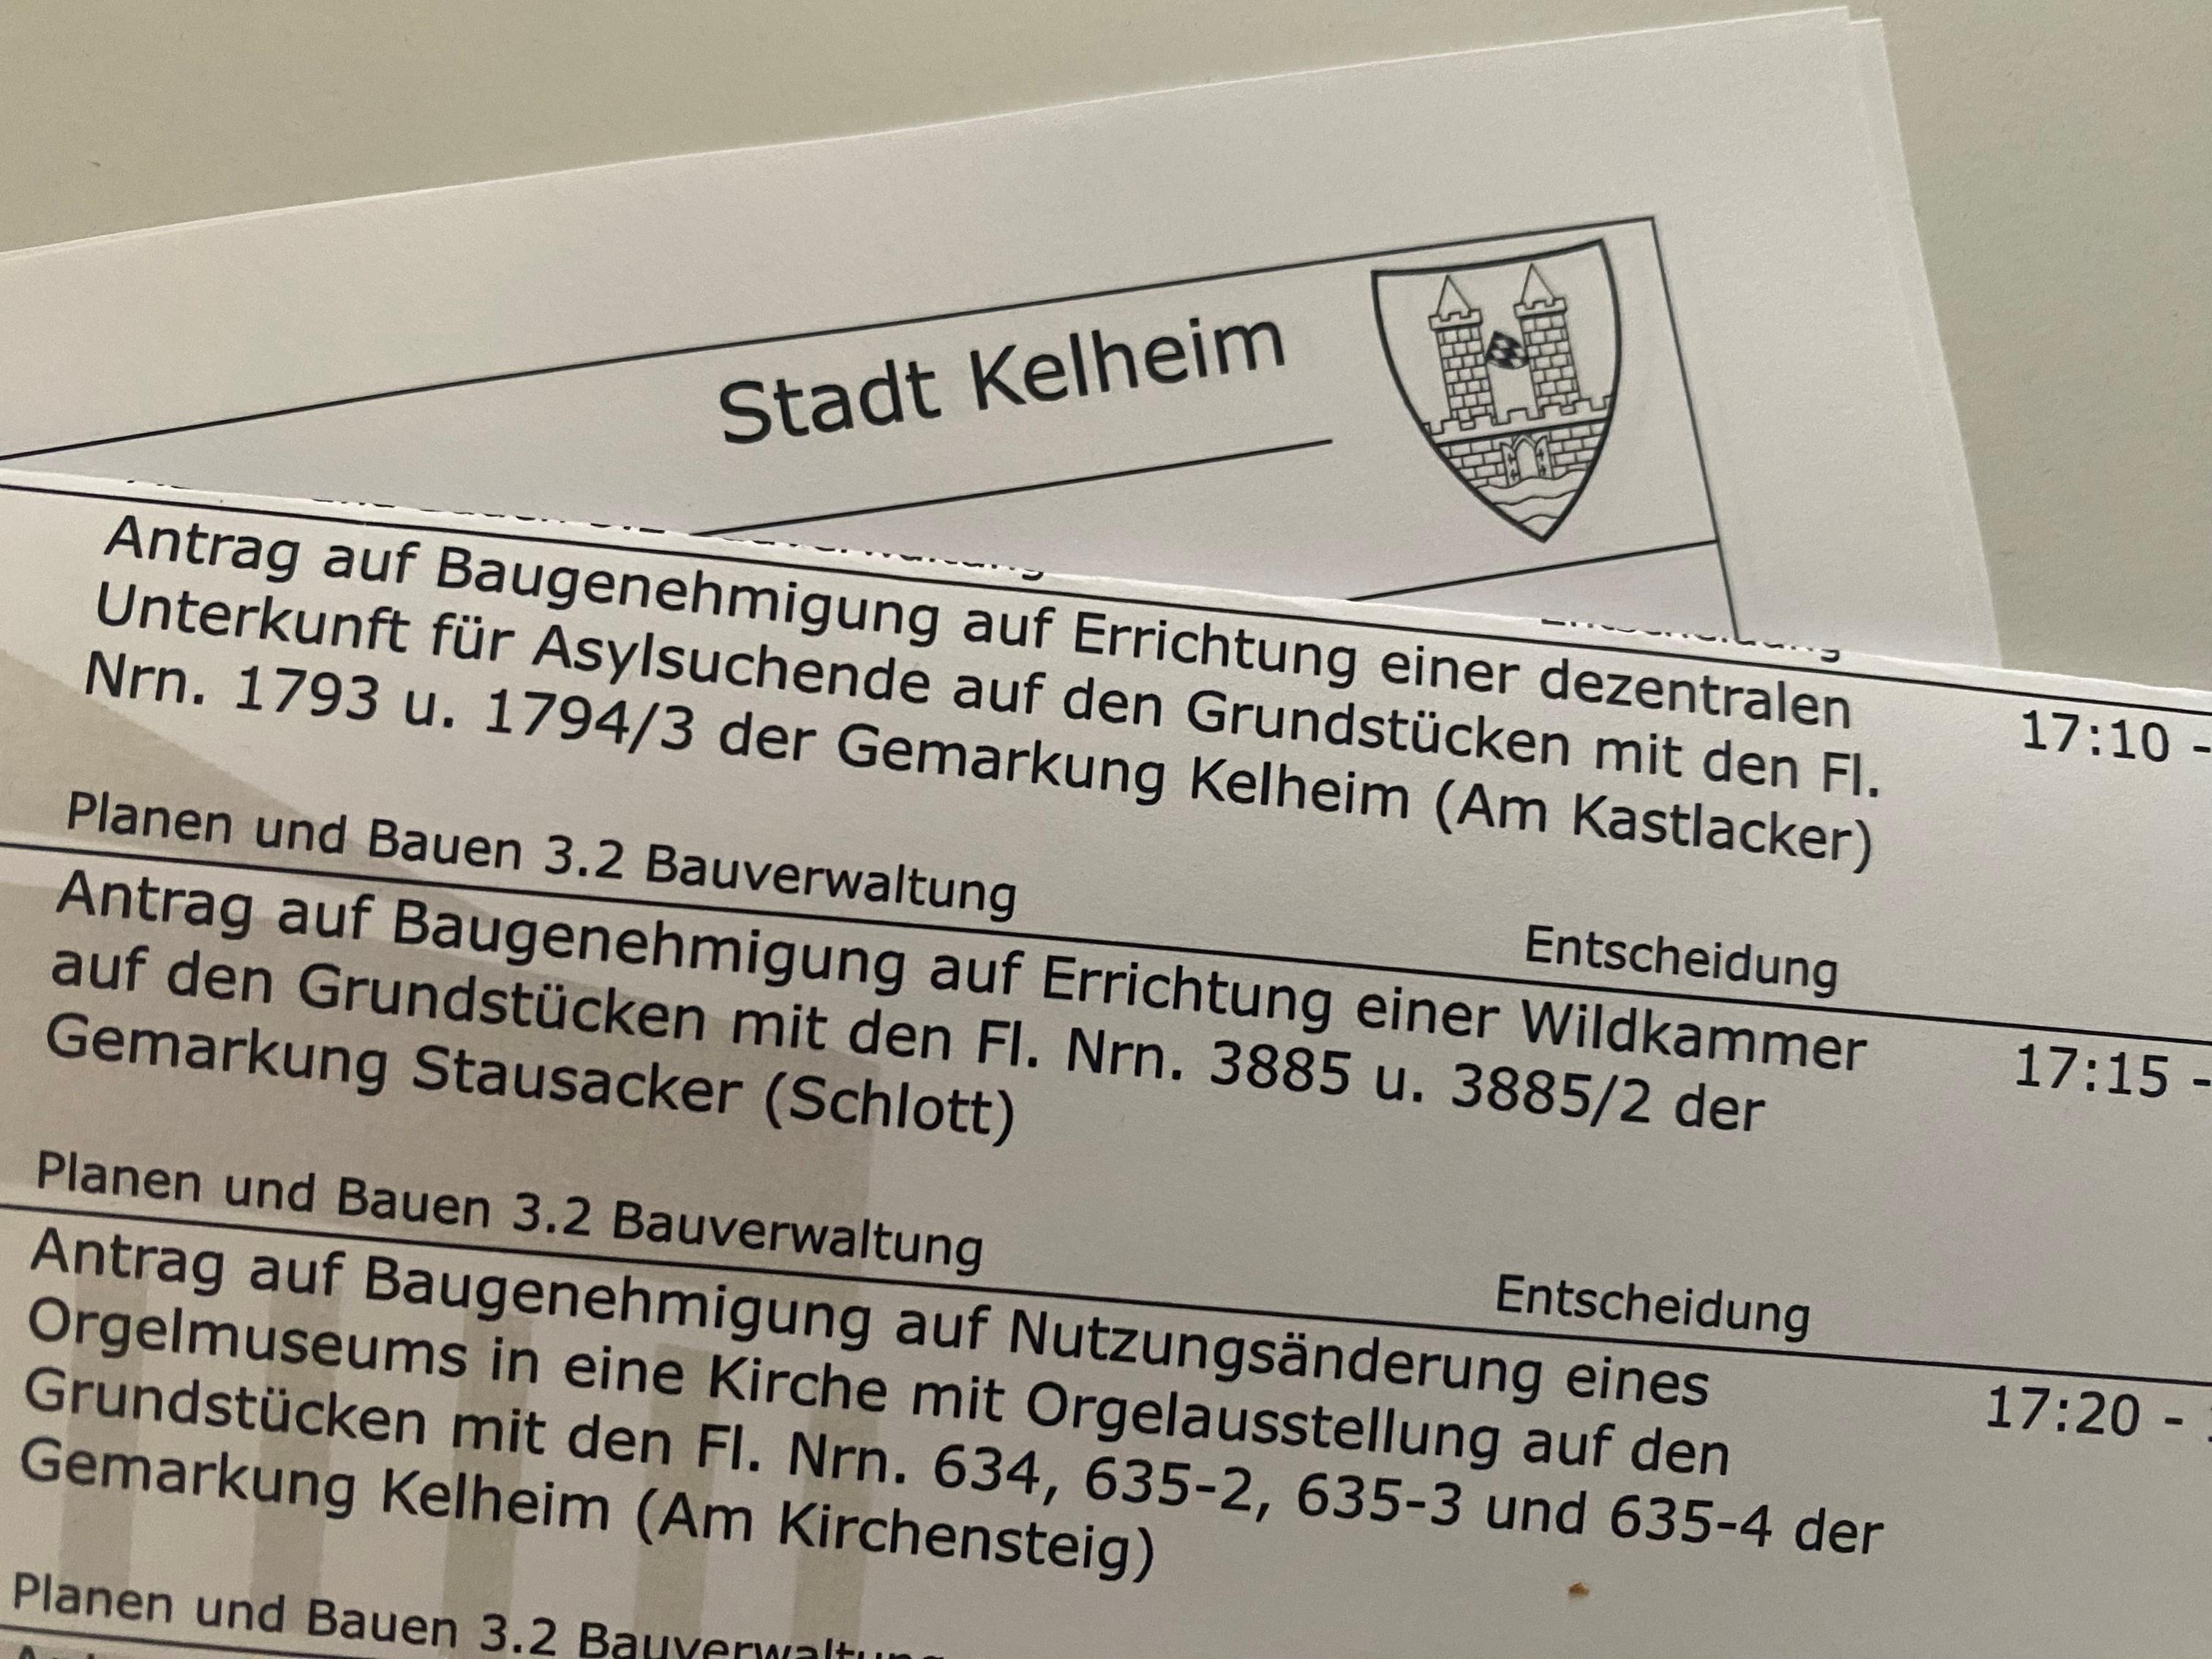 Stadt Kelheim
Antrag auf Baugenehmigung auf Errichtung einer dezentralen
Unterkunft für Asylsuchende auf den Grundstücken mit den Fl.
Nrn. 1793 u. 1794/3 der Gemarkung Kelheim (Am Kastlacker)
17:10 -
Planen und Bauen 3.2 Bauverwaltung
Entscheidung
Antrag auf Baugenehmigung auf Errichtung einer Wildkammer
auf den Grundstücken mit den Fl. Nrn. 3885 u. 3885/2 der
Gemarkung Stausacker (Schlott)
17:15 -
Planen und Bauen 3.2 Bauverwaltung
Entscheidung
Antrag auf Baugenehmigung auf Nutzungsänderung eines
Orgelmuseums in eine Kirche mit Orgelausstellung auf den
Grundstücken mit den Fl. Nrn. 634, 635-2, 635-3 und 635-4 der
Gemarkung Kelheim (Am Kirchensteig)
17:20 -
Planen und Bauen 3.2 Bauverwaltung